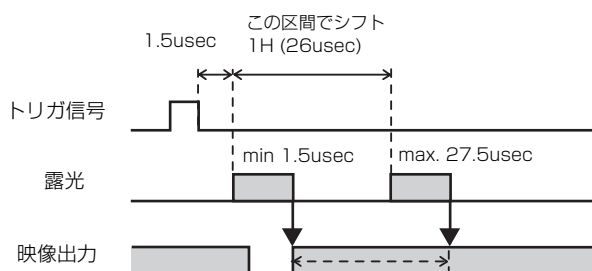 この区間でシフト
1.5usec
1H (26usec)
トリガ信号
min 1.5usec
max. 27.5usec
露光
映像出力